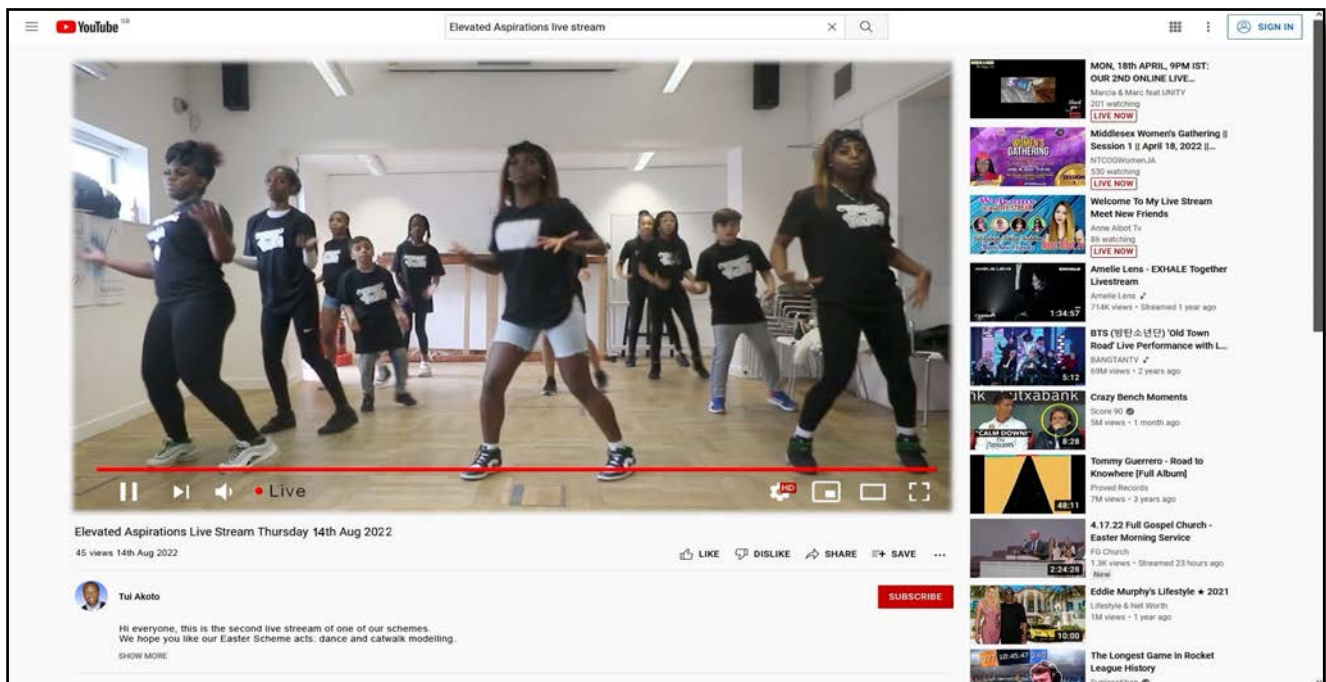 YouTube GB
Elevated Aspirations live stream
SIGN IN
Live
HD
Elevated Aspirations Live Stream Thursday 14th Aug 2022
45 views 14th Aug 2022
LIKE
DISLIKE
SHARE
SAVE
Tui Akoto
SUBSCRIBE
Hi everyone, this is the second live streeam of one of our schemes.
We hope you like our Easter Scheme acts: dance and catwalk modelling.
SHOW MORE
MON, 18th APRIL, 9PM IST:
OUR 2ND ONLINE LIVE...
Marcia & Marc feat UNITY
201 watching
LIVE NOW
WOMEN'S
GATHERING
Middlesex Women's Gathering ||
Session 1 || April 18, 2022 ||...
NTCOGWomenJA
530 watching
LIVE NOW
Welcome To My Live Stream
Meet New Friends
Anne Albot Tv
86 watching
LIVE NOW
1:34:57
Amelie Lens - EXHALE Together
Livestream
Amelie Lens
714K views • Streamed 1 year ago
5:12
BTS (방탄소년단) 'Old Town
Road' Live Performance with L...
BANGTANTV
69M views • 2 years ago
"CALM DOWN!"
8:28
Crazy Bench Moments
Score 90
5M views • 1 month ago
48:11
Tommy Guerrero - Road to
Knowhere [Full Album]
Proved Records
7M views • 3 years ago
2:24:28
4.17.22 Full Gospel Church -
Easter Morning Service
FG Church
1.3K views • Streamed 23 hours ago
New
10:00
Eddie Murphy's Lifestyle ★ 2021
Lifestyle & Net Worth
1M views • 1 year ago
The Longest Game in Rocket
League History